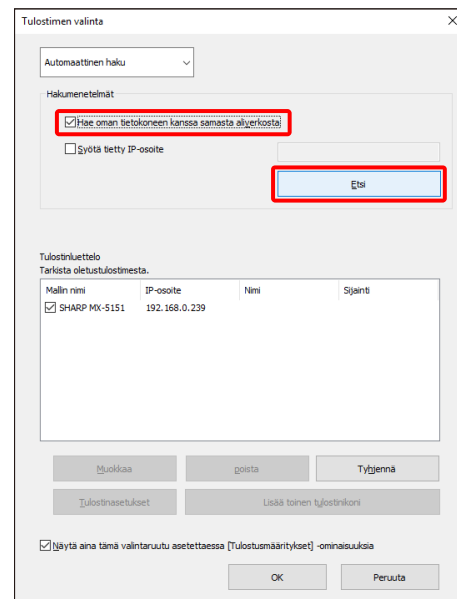 Tulostimen valinta
Automaattinen haku
Hakumenetelmät
Hae oman tietokoneen kanssa samasta aliverkosta
Syötä tietty IP-osoite
Etsi
Tulostinluettelo
Tarkista oletustulostimesta.
Mallin nimi IP-osoite Nimi Sijainti
SHARP MX-5151 192.168.0.239
Muokkaa poista Tyhjennä
Tulostinasetukset Lisää toinen tulostinikoni
Näytä aina tämä valintaruutu asetettaessa [Tulostusmääritykset] -ominaisuuksia
OK Peruuta